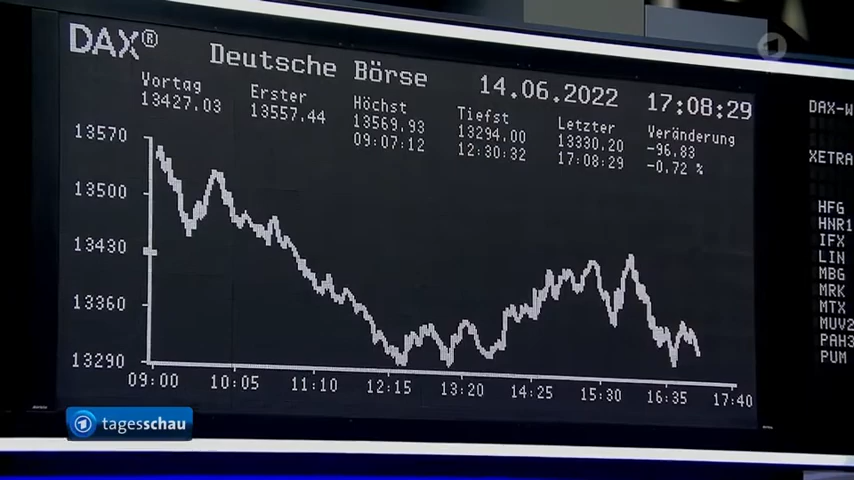 DAX®
Deutsche Börse
14.06.2022 17:08:29
Vortag
13427.03
Erster
13557.44
Höchst
13569.93
09:07:12
Tiefst
13294.00
12:30:32
Letzter
13330.20
17:08:29
Veränderung
-96.83
-0.72 %
13570
13500
13430
13360
13290
09:00 10:05 11:10 12:15 13:20 14:25 15:30 16:35 17:40
DAX-W
XETRA
HFG
HNR1
IFX
LIN
MBG
MRK
MTX
MUV2
PAH3
PUM
tagesschau